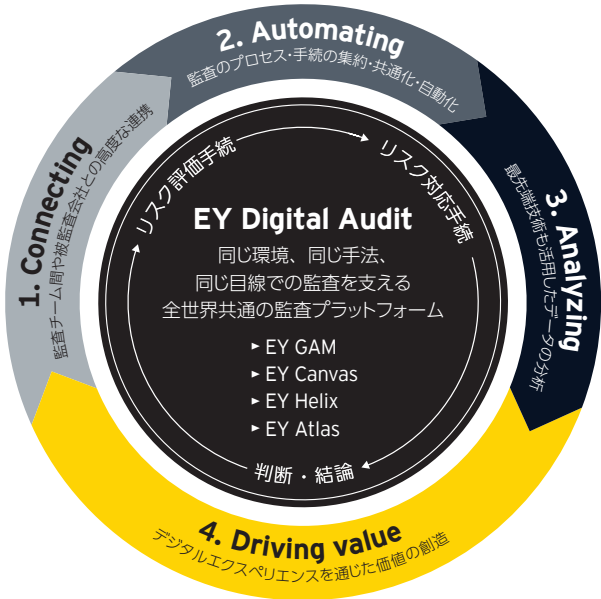 1. Connecting
監査チーム間や被監査会社との高度な連携
2. Automating
監査のプロセス・手続の集約・共通化・自動化
3. Analyzing
最先端技術も活用したデータの分析
4. Driving value
デジタルエクスペリエンスを通じた価値の創造
リスク評価手続
リスク対応手続
EY Digital Audit
同じ環境、同じ手法、
同じ目線での監査を支える
全世界共通の監査プラットフォーム
► EY GAM
► EY Canvas
► EY Helix
► EY Atlas
判断・結論